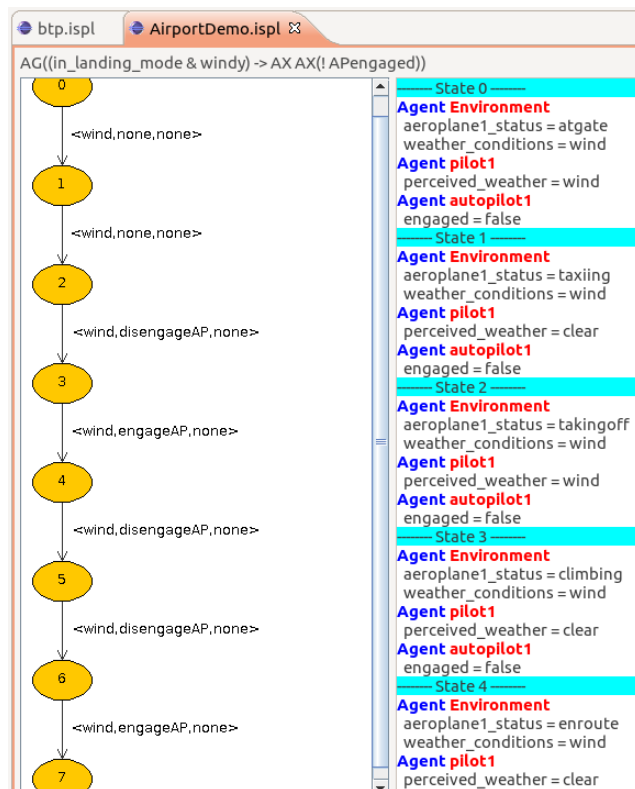 btp.ispl
AirportDemo.ispl
AG((in_landing_mode & windy) -> AX AX(! APengaged))
0
<wind,none,none>
1
<wind,none,none>
2
<wind,disengageAP,none>
3
<wind,engageAP,none>
4
<wind,disengageAP,none>
5
<wind,disengageAP,none>
6
<wind,engageAP,none>
7
-------- State 0 --------
Agent Environment
aeroplane1_status = atgate
weather_conditions = wind
Agent pilot1
perceived_weather = wind
Agent autopilot1
engaged = false
-------- State 1 --------
Agent Environment
aeroplane1_status = taxiing
weather_conditions = wind
Agent pilot1
perceived_weather = clear
Agent autopilot1
engaged = false
-------- State 2 --------
Agent Environment
aeroplane1_status = takingoff
weather_conditions = wind
Agent pilot1
perceived_weather = wind
Agent autopilot1
engaged = false
-------- State 3 --------
Agent Environment
aeroplane1_status = climbing
weather_conditions = wind
Agent pilot1
perceived_weather = clear
Agent autopilot1
engaged = false
-------- State 4 --------
Agent Environment
aeroplane1_status = enroute
weather_conditions = wind
Agent pilot1
perceived_weather = clear